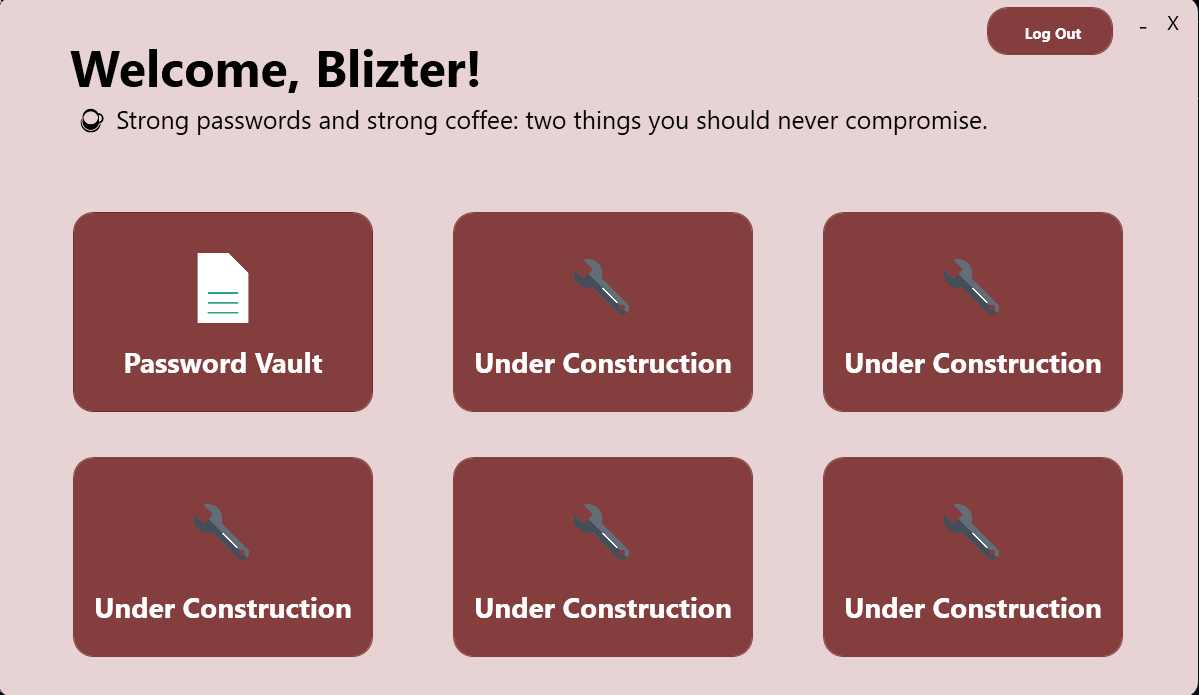 Log Out
- X
Welcome, Blizter!
Strong passwords and strong coffee: two things you should never compromise.
Password Vault
Under Construction
Under Construction
Under Construction
Under Construction
Under Construction